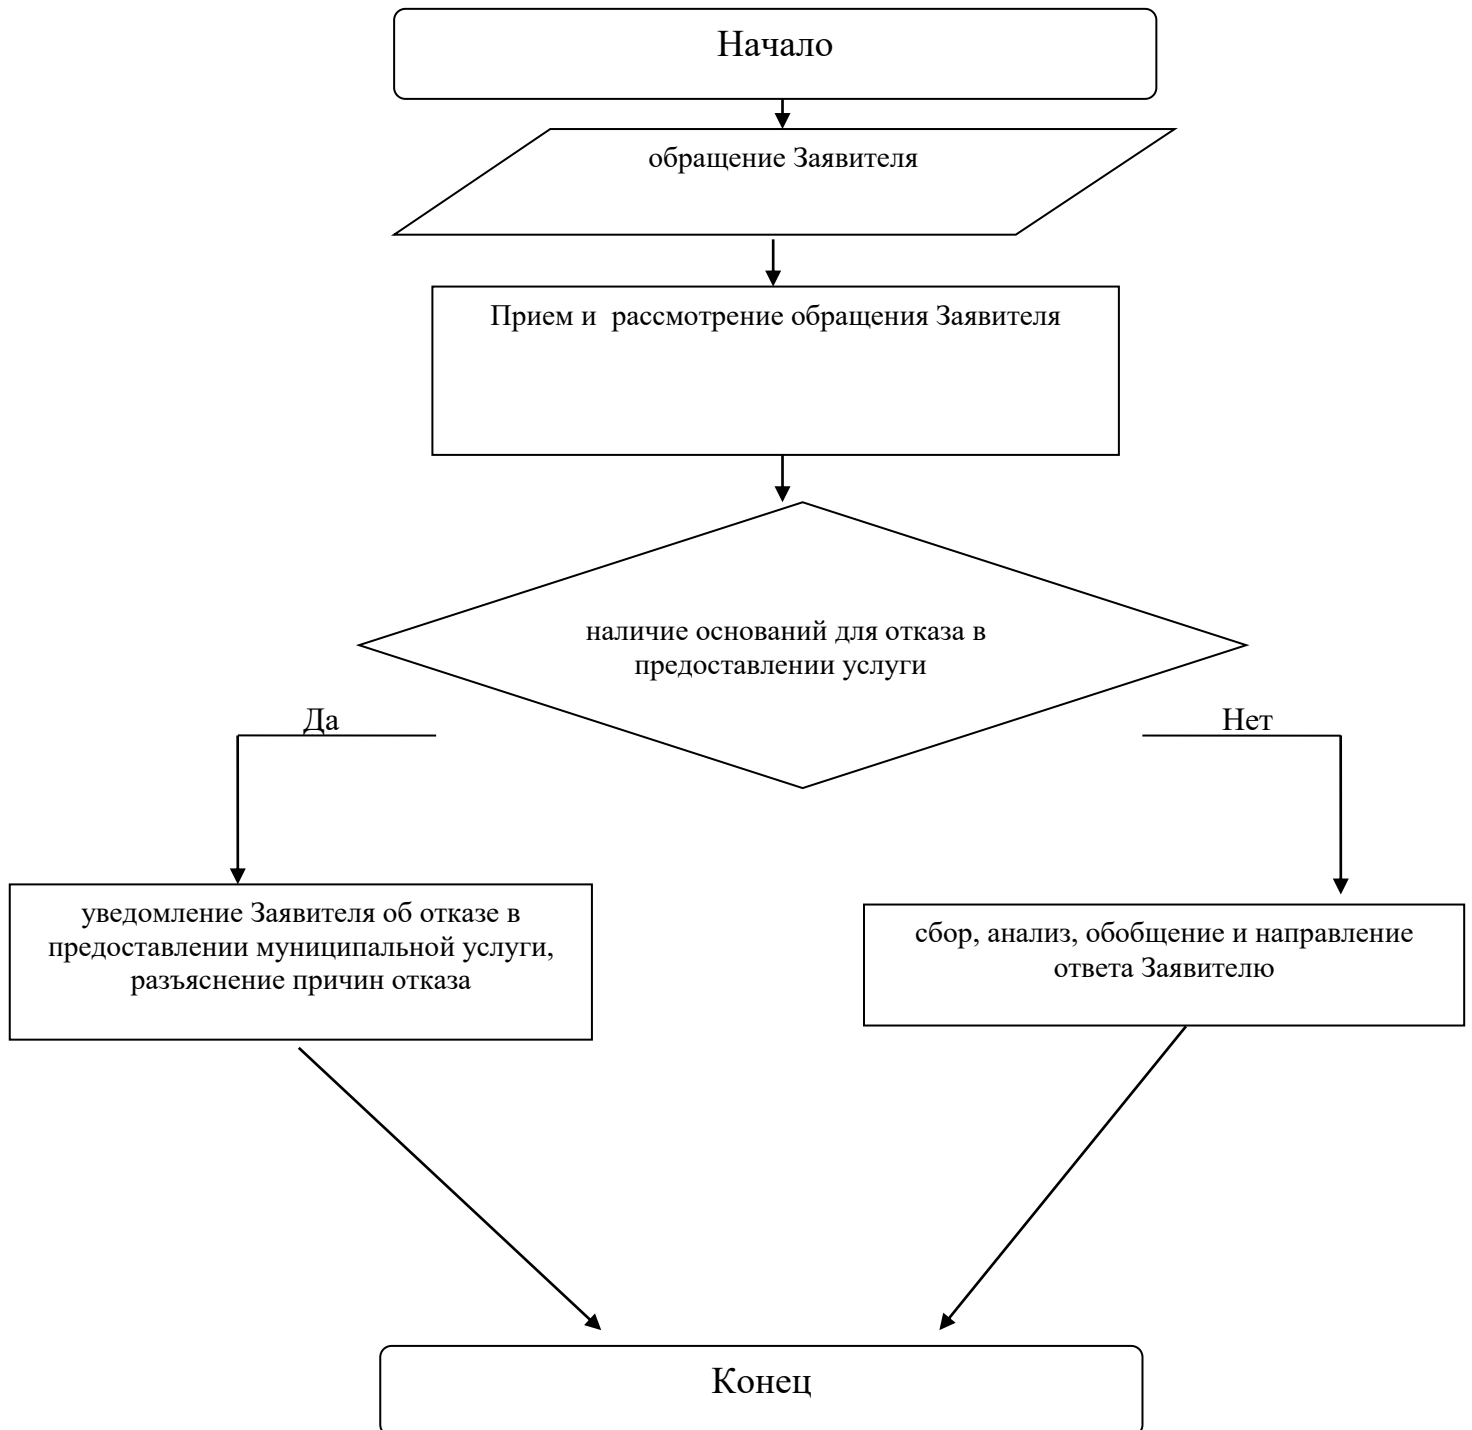 Начало
обращение Заявителя
Прием и  рассмотрение обращения Заявителя
наличие оснований для отказа в
предоставлении услуги
Да
Нет
уведомление Заявителя об отказе в
предоставлении муниципальной услуги,
разъяснение причин отказа
сбор, анализ, обобщение и направление
ответа Заявителю
Конец